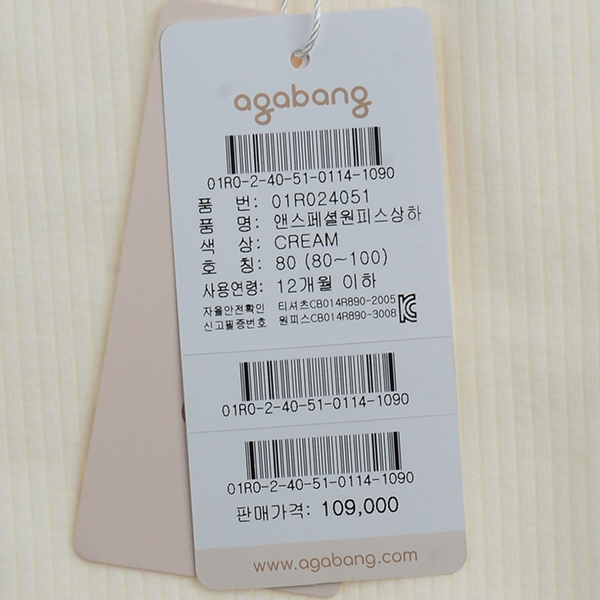 agabang
01R0-2-40-51-0114-1090
품 번: 01R024051
품 명: 앤스페셜원피스상하
색 상: CREAM
호 칭: 80 (80~100)
사용연령: 12개월 이하
자율안전확인 티셔츠CB014R890-2005
신고필증번호 원피스CB014R890-3008
01R0-2-40-51-0114-1090
01R0-2-40-51-0114-1090
판매가격: 109,000
www.agabang.com